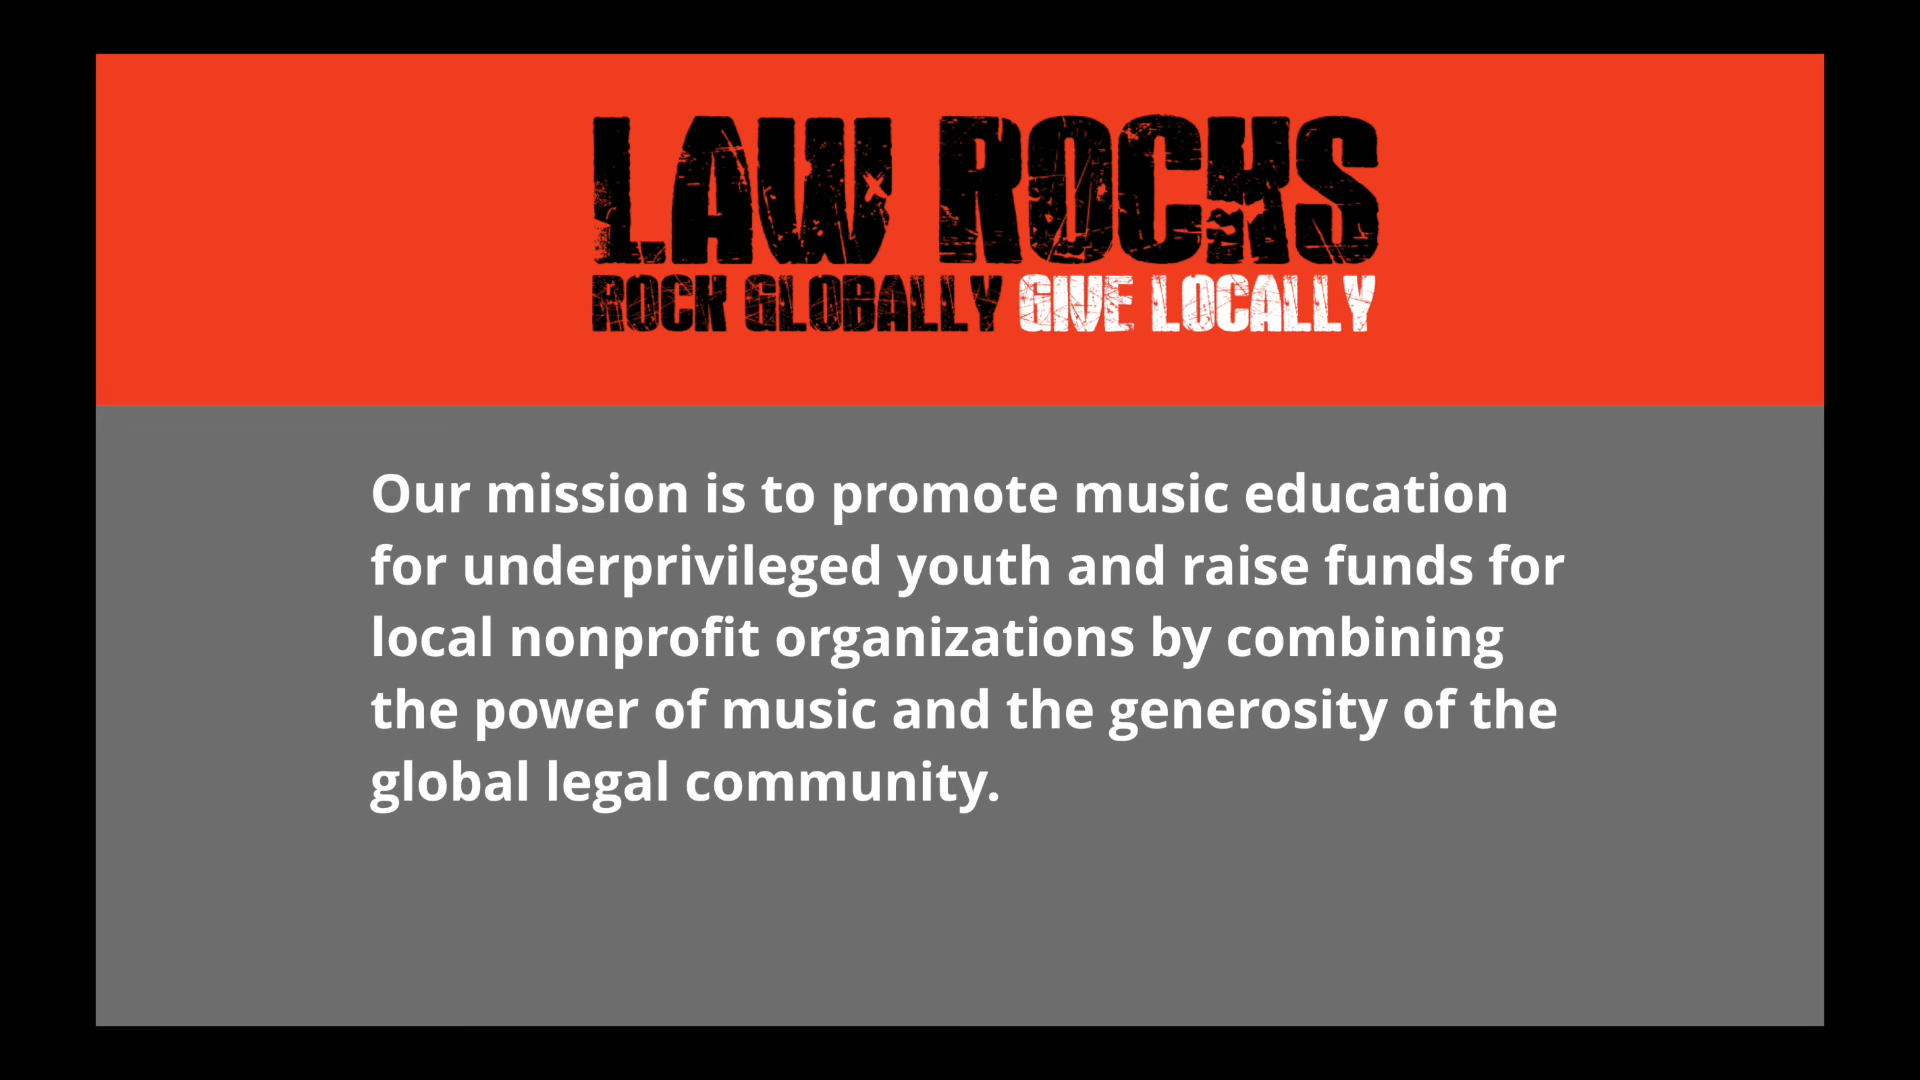 LAW ROCKS
ROCK GLOBALLY GIVE LOCALLY
Our mission is to promote music education
for underprivileged youth and raise funds for
local nonprofit organizations by combining
the power of music and the generosity of the
global legal community.